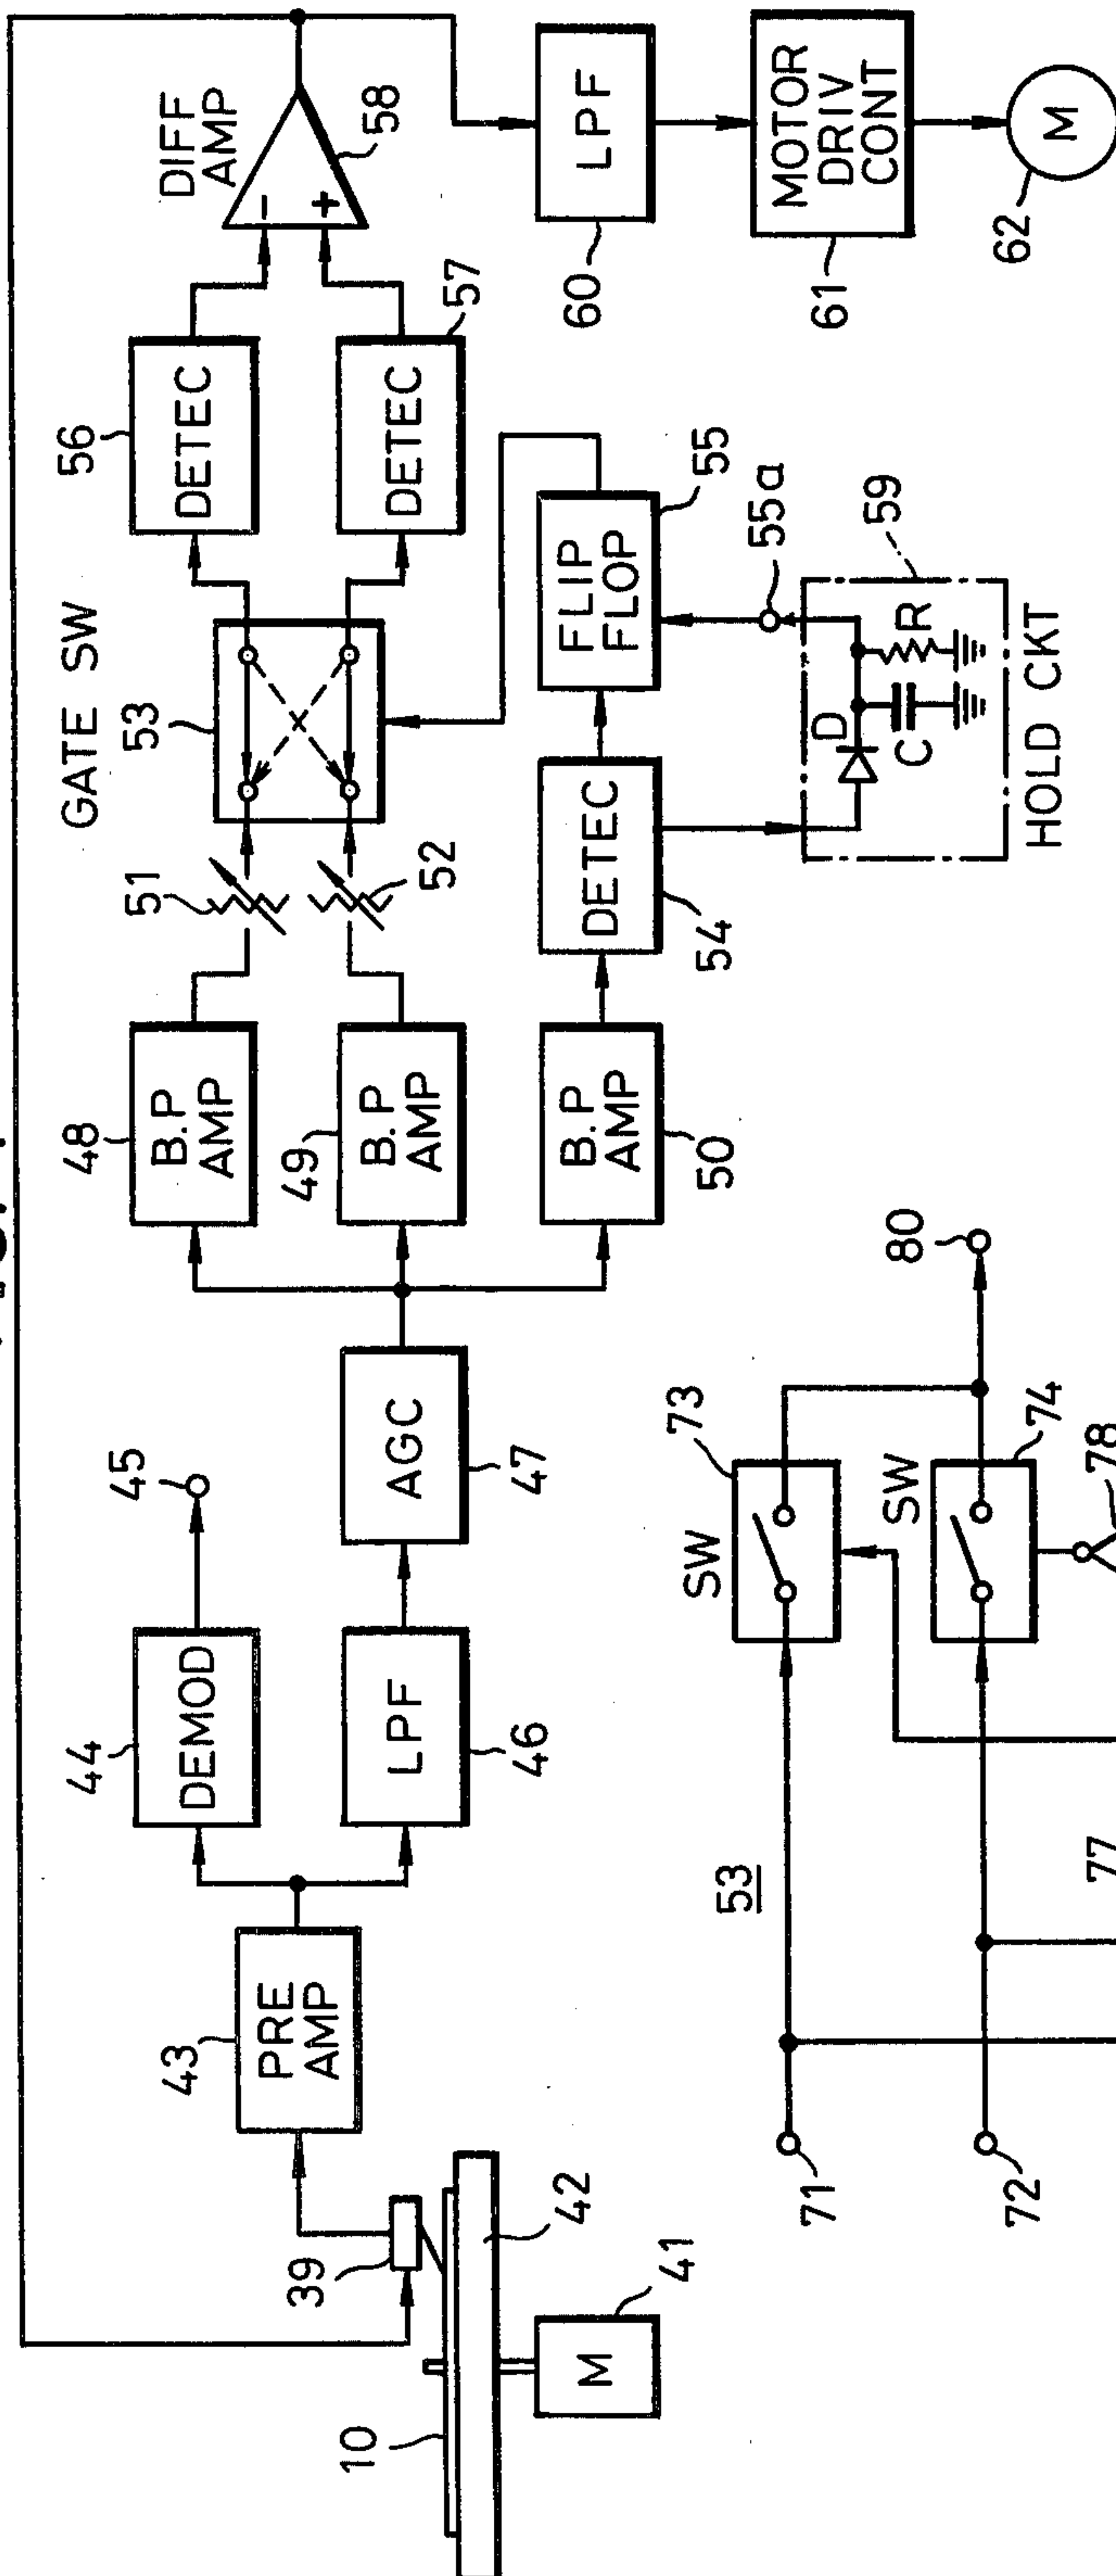 DIFF
AMP
58
-
+
GATE SW
56
DETEC
57
DETEC
53
51
52
48
B.P
AMP
49
B.P
AMP
50
B.P
AMP
54
DETEC
55
FLIP
FLOP
55a
59
D
C
R
HOLD CKT
60
LPF
61
MOTOR
DRIV
CONT
62
M
45
44
DEMOD
46
LPF
47
AGC
43
PRE
AMP
39
10
42
41
M
71
72
53
77
73
SW
74
SW
78
80